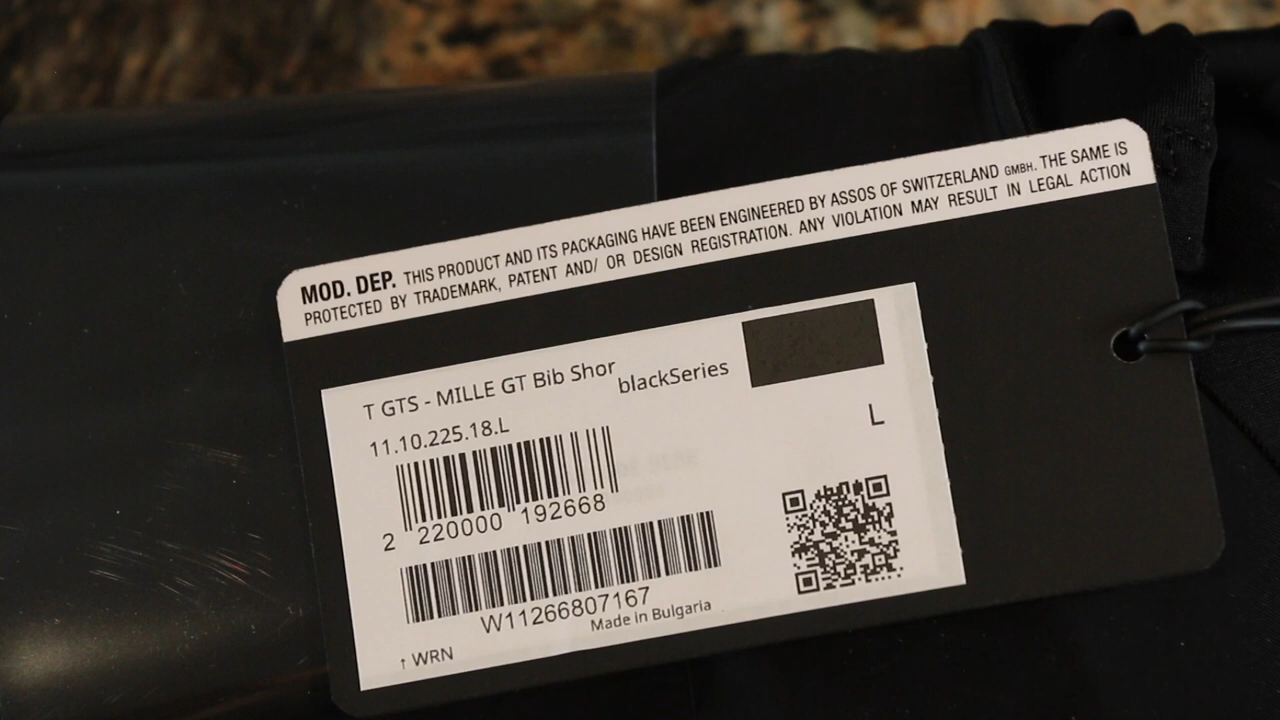 MOD. DEP. THIS PRODUCT AND ITS PACKAGING HAVE BEEN ENGINEERED BY ASSOS OF SWITZERLAND GMBH. THE SAME IS
PROTECTED BY TRADEMARK, PATENT AND/ OR DESIGN REGISTRATION. ANY VIOLATION MAY RESULT IN LEGAL ACTION
T GTS - MILLE GT Bib Shor
blackSeries
11.10.225.18.L
L
2 220000 192668
W11266807167
Made in Bulgaria
↑ WRN